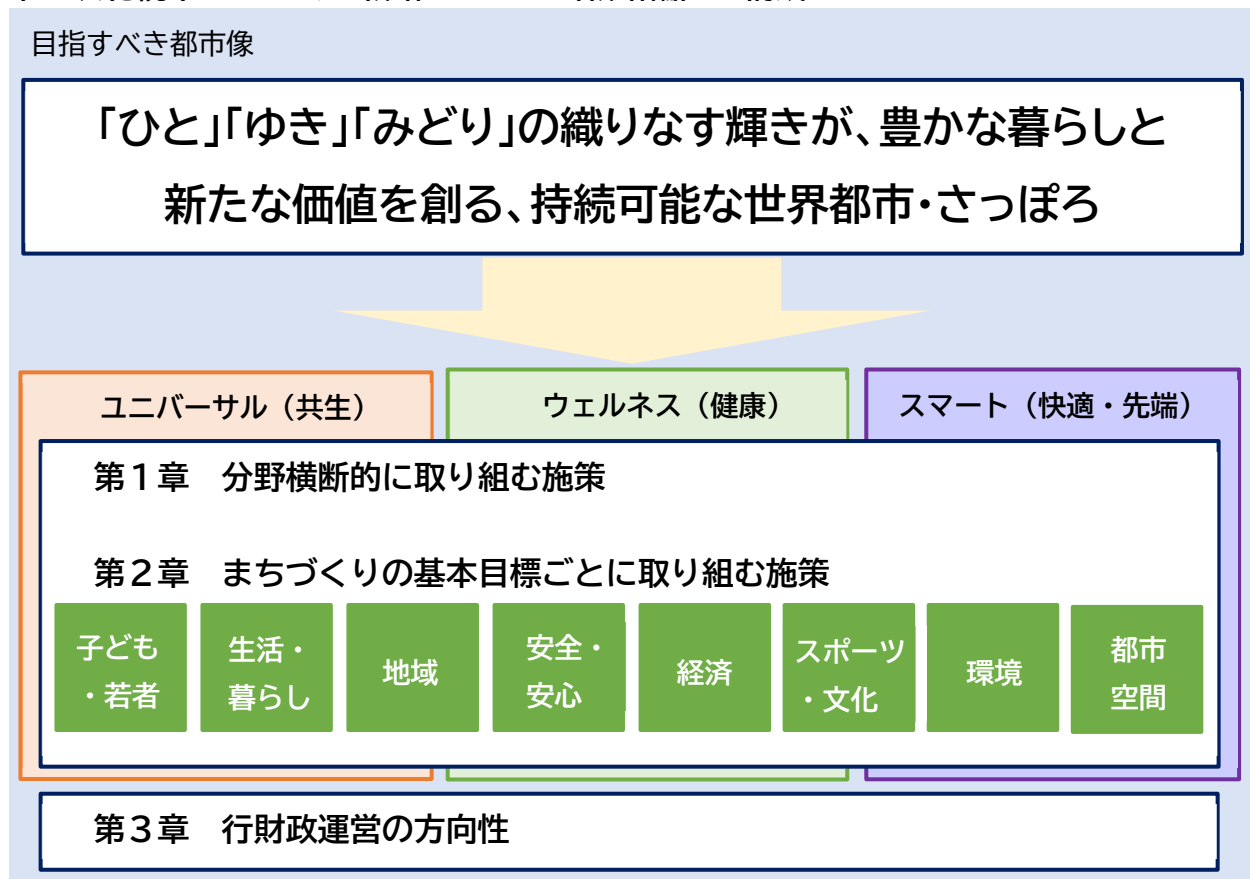 目指すべき都市像
「ひと」「ゆき」「みどり」の織りなす輝きが、豊かな暮らしと
新たな価値を創る、持続可能な世界都市・さっぽろ
ユニバーサル（共生）
ウェルネス（健康）
スマート（快適・先端）
第１章　分野横断的に取り組む施策
第２章　まちづくりの基本目標ごとに取り組む施策
子ども
・若者
生活・
暮らし
地域
安全・
安心
経済
スポーツ
・文化
環境
都市
空間
第３章　行財政運営の方向性